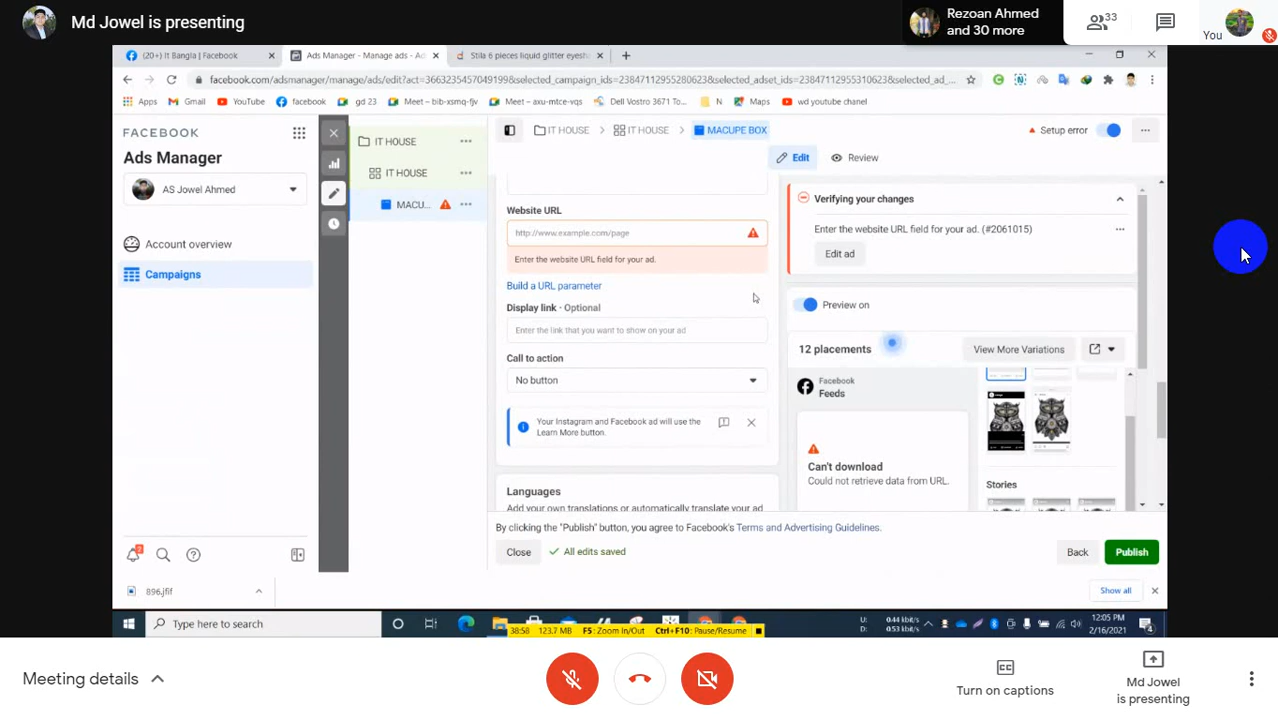 Md Jowel is presenting
Rezoan Ahmed
and 30 more
33
You
(20+) It Bangla | Facebook
Ads Manager - Manage ads - Ad
Stila 6 pieces liquid glitter eyesh
facebook.com/adsmanager/manage/ads/edit?act=3663235457049199&selected_campaign_ids=23847112955280623&selected_adset_ids=23847112955310623&selected_ad_...
Apps
Gmail
YouTube
facebook
gd 23
Meet – bib-xsmq-fjv
Meet – axu-mtce-vqs
Dell Vostro 3671 To...
N
Maps
wd youtube channel
FACEBOOK
Ads Manager
AS Jowel Ahmed
Account overview
Campaigns
IT HOUSE
IT HOUSE
MACU...
IT HOUSE
IT HOUSE
MACUPE BOX
Setup error
Edit
Review
Website URL
http://www.example.com/page
Enter the website URL field for your ad.
Build a URL parameter
Display link · Optional
Enter the link that you want to show on your ad
Call to action
No button
Your Instagram and Facebook ad will use the
Learn More button.
Languages
Add your own translations or automatically translate your ad
Verifying your changes
Enter the website URL field for your ad. (#2061015)
Edit ad
Preview on
12 placements
View More Variations
Facebook
Feeds
Can't download
Could not retrieve data from URL.
Stories
By clicking the "Publish" button, you agree to Facebook's Terms and Advertising Guidelines.
Close
All edits saved
Back
Publish
896.jfif
Show all
Type here to search
38:58 123.7 MB F5: Zoom In/Out Ctrl+F10: Pause/Resume
U: 0.44 kbit/s
D: 0.53 kbit/s
12:05 PM
2/16/2021
4
Meeting details
Turn on captions
Md Jowel
is presenting